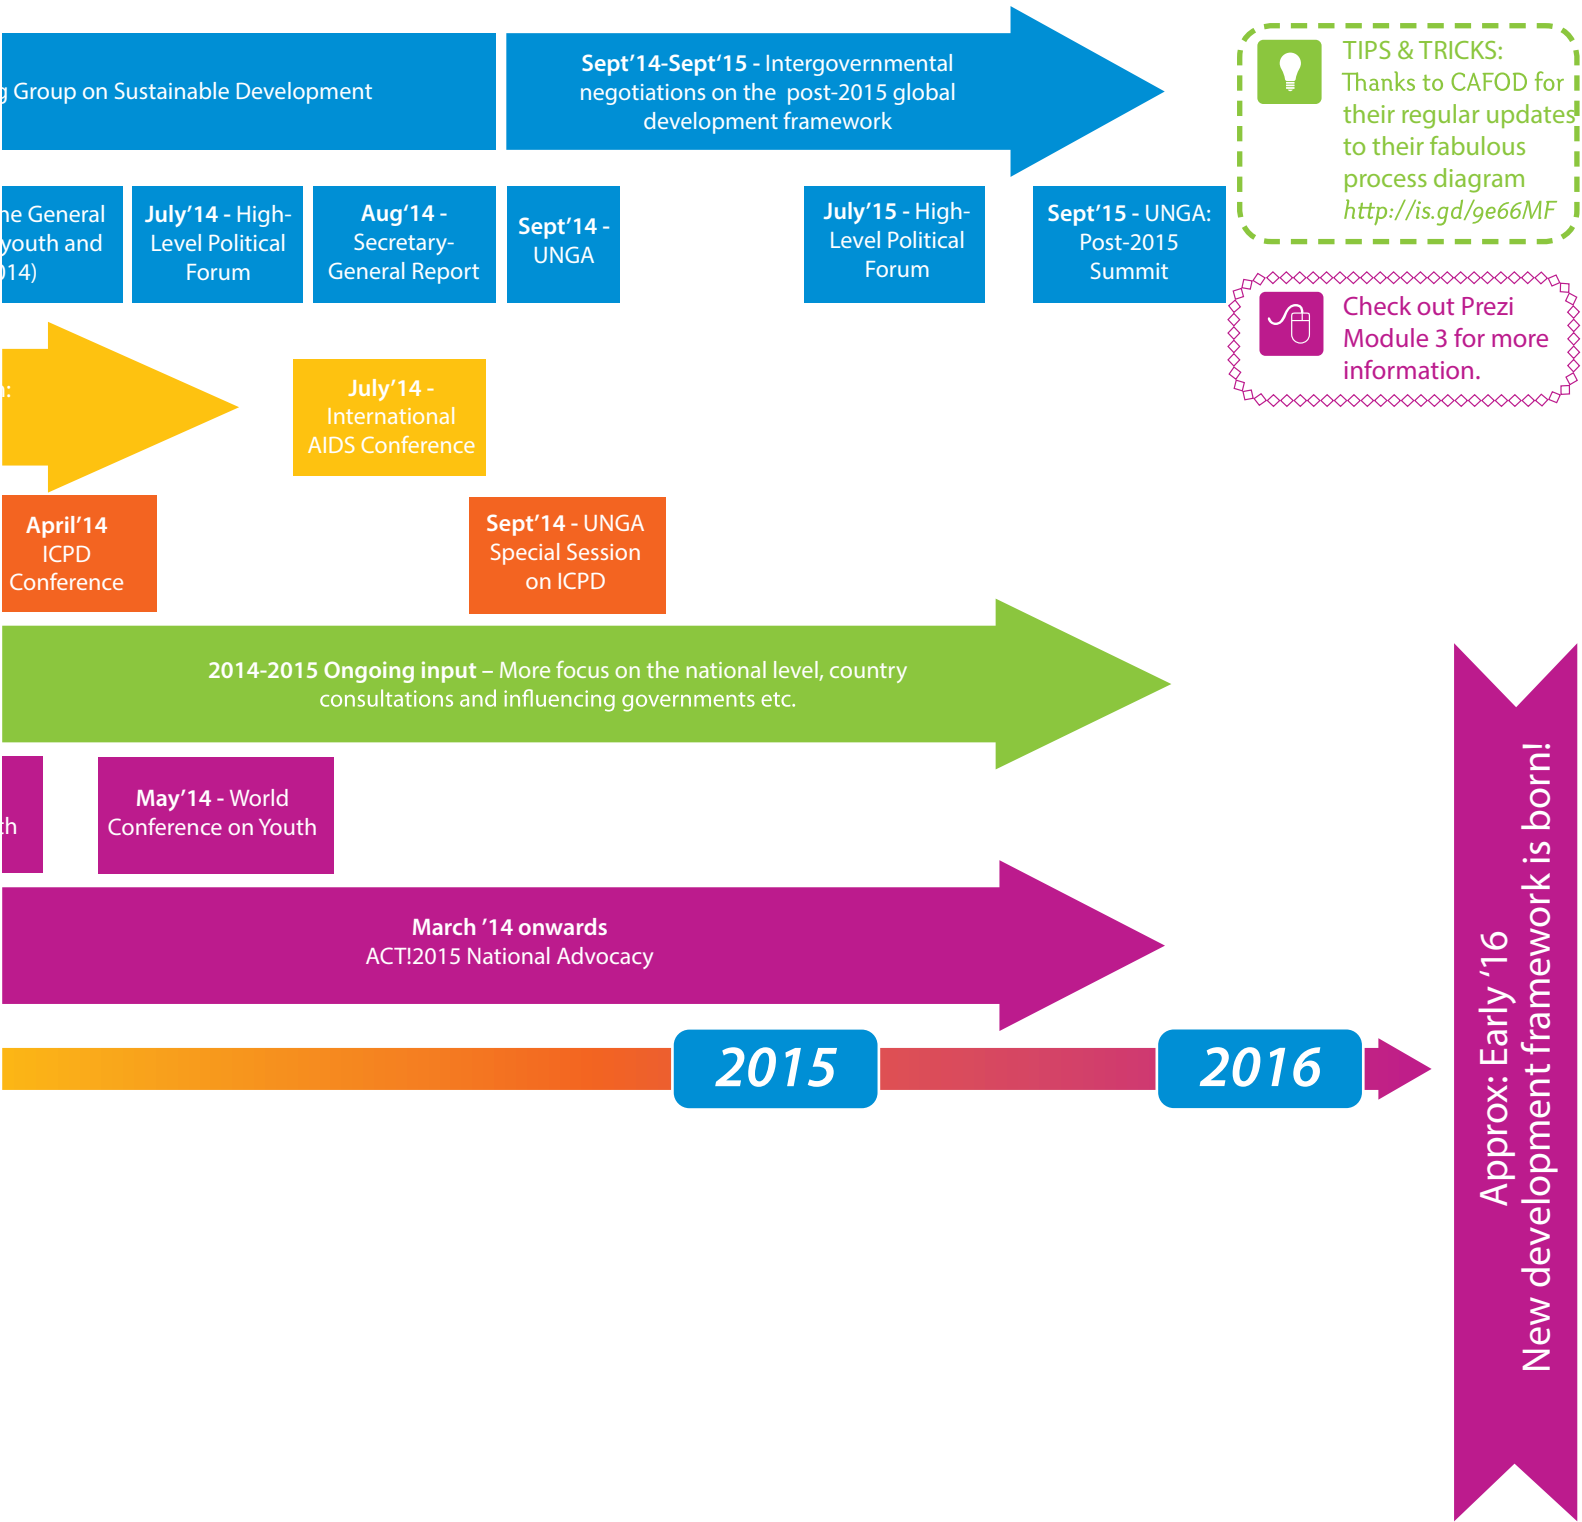 g Group on Sustainable Development
Sept‘14-Sept‘15 - Intergovernmental
negotiations on the post-2015 global
development framework
TIPS & TRICKS:
Thanks to CAFOD for
their regular updates
to their fabulous
process diagram
http://is.gd/9e66MF
he General
youth and
014)
July’14 - High-
Level Political
Forum
Aug‘14 -
Secretary-
General Report
Sept’14 -
UNGA
July’15 - High-
Level Political
Forum
Sept’15 - UNGA:
Post-2015
Summit
Check out Prezi
Module 3 for more
information.
July’14 -
International
AIDS Conference
April’14
ICPD
Conference
Sept’14 - UNGA
Special Session
on ICPD
2014-2015 Ongoing input – More focus on the national level, country
consultations and influencing governments etc.
th
May’14 - World
Conference on Youth
March ’14 onwards
ACT!2015 National Advocacy
2015
2016
Approx: Early ‘16
New development framework is born!